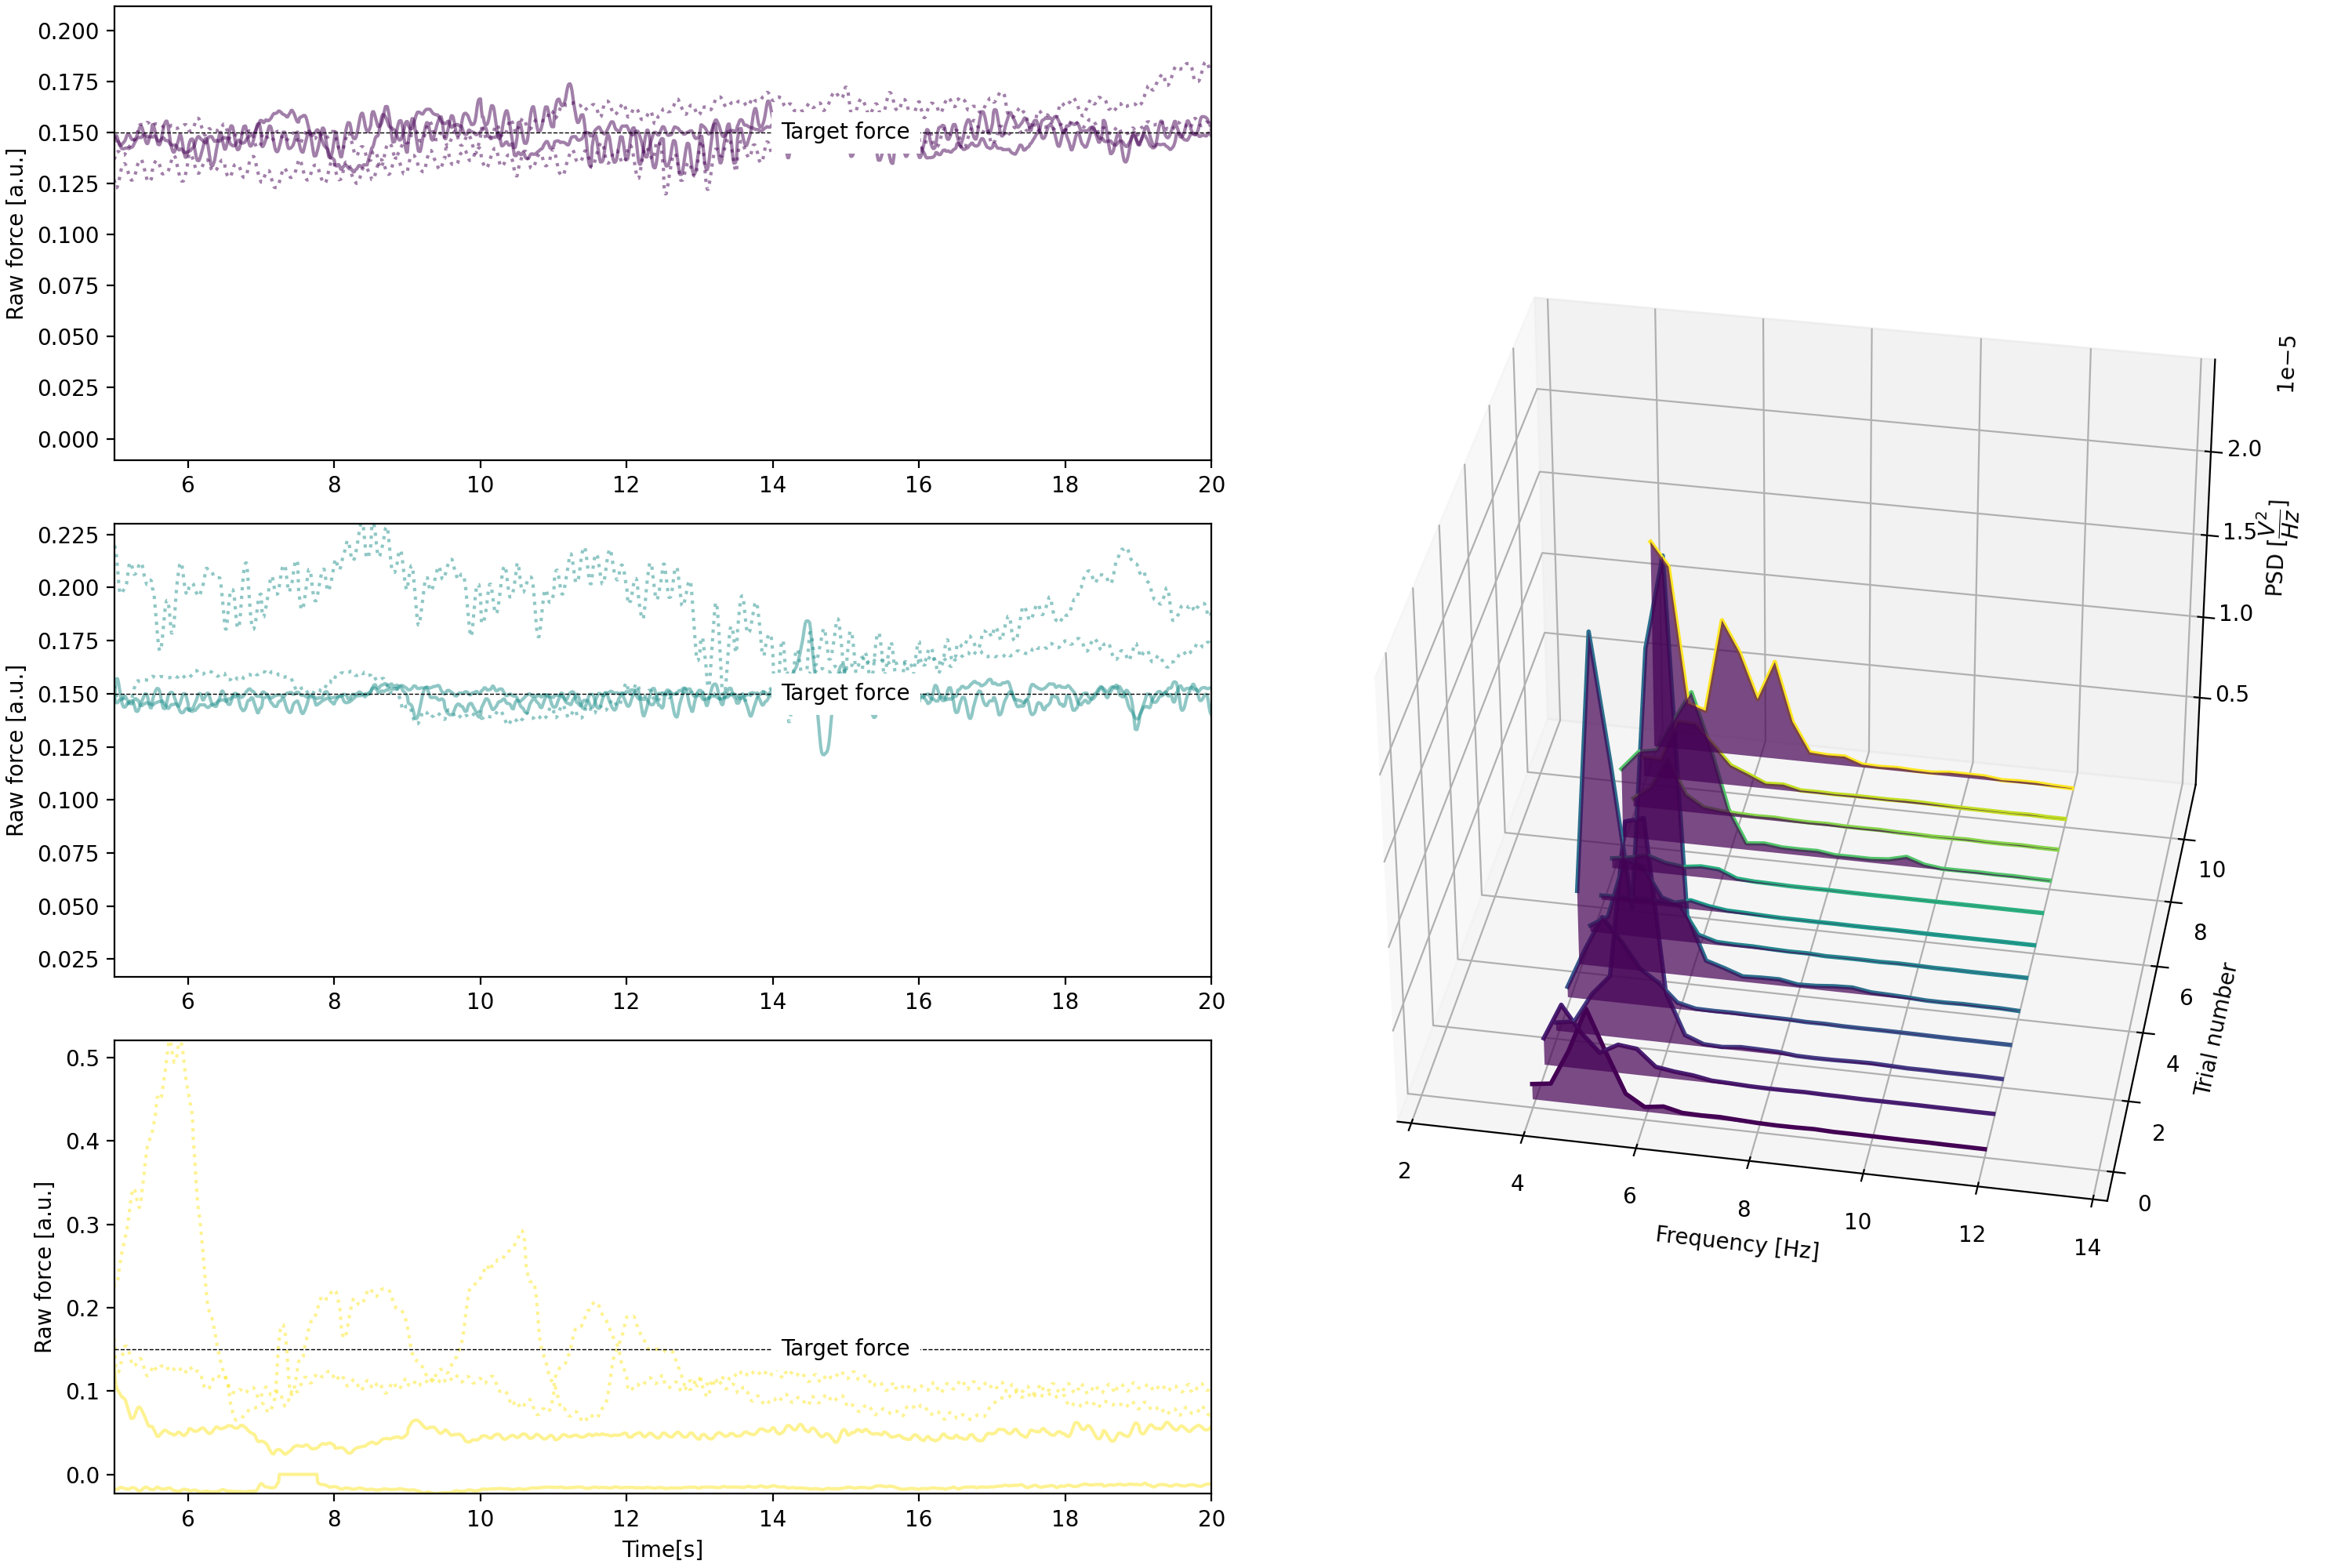 0.200
0.175
0.150
0.125
0.100
0.075
0.050
0.025
0.000
Raw force [a.u.]
Target force
6 8 10 12 14 16 18 20
0.225
0.200
0.175
0.150
0.125
0.100
0.075
0.050
0.025
Raw force [a.u.]
Target force
6 8 10 12 14 16 18 20
0.5
0.4
0.3
0.2
0.1
0.0
Raw force [a.u.]
Target force
6 8 10 12 14 16 18 20
Time[s]
1e−5
2.0
1.5
1.0
0.5
PSD [V²/Hz]
10
8
6
4
2
0
Trial number
2 4 6 8 10 12 14
Frequency [Hz]